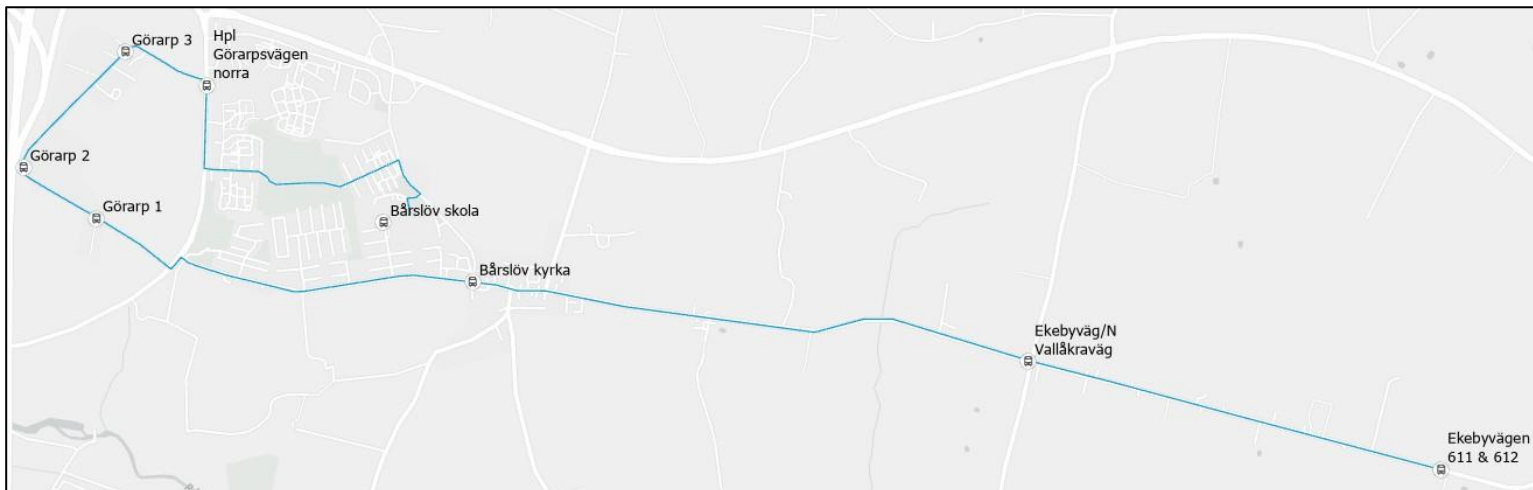 Görarp 3
Hpl
Görarpsvägen
norra
Görarp 2
Görarp 1
Bårslöv skola
Bårslöv kyrka
Ekebyväg/N
Vallåkraväg
Ekebyvägen
611 & 612